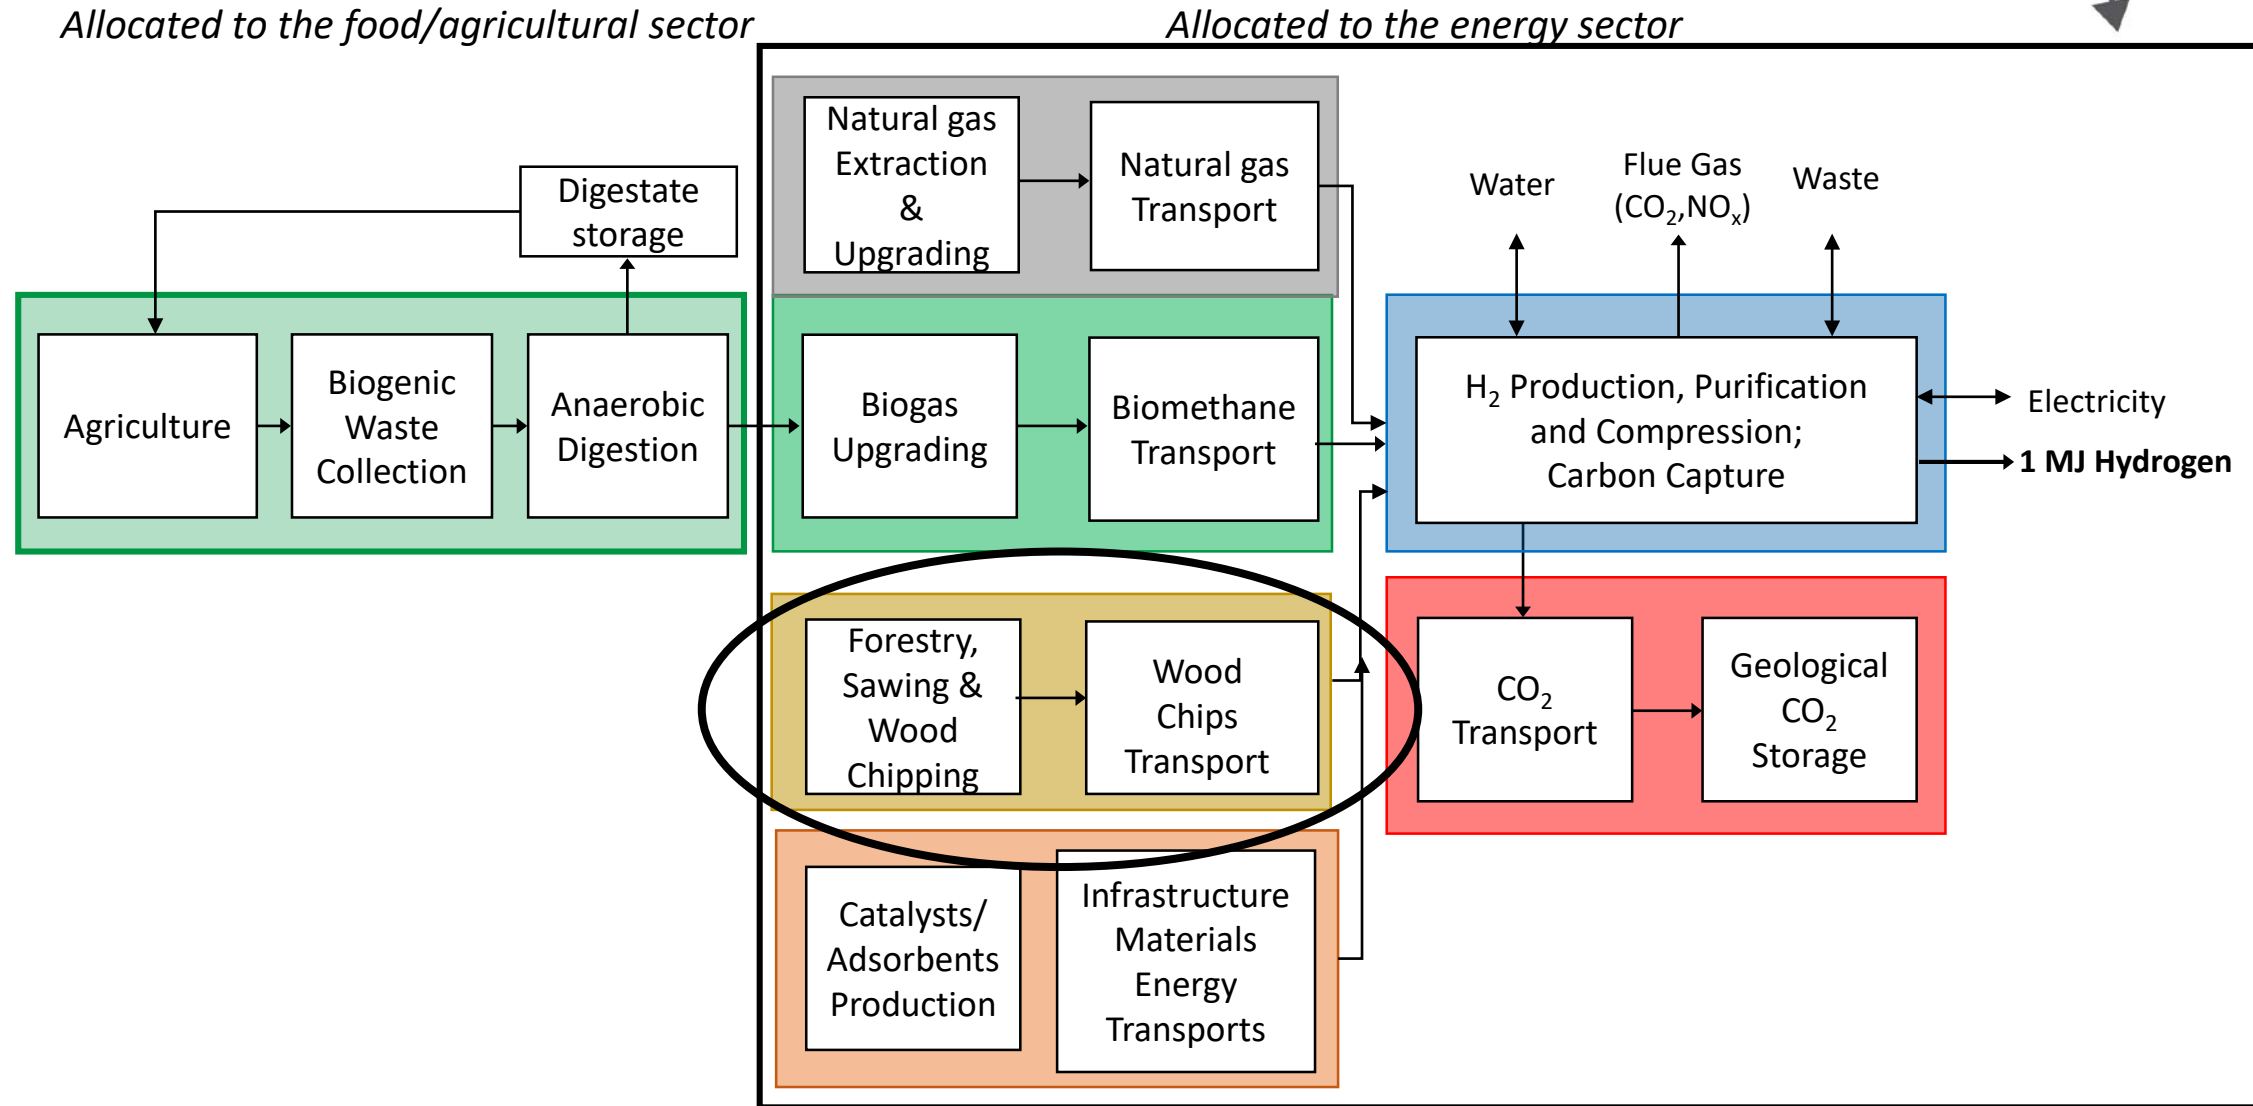 Allocated to the food/agricultural sector
Allocated to the energy sector
Natural gas
Extraction
&
Upgrading
Natural gas
Transport
Water
Flue Gas
(CO₂,NOₓ)
Waste
Digestate
storage
Agriculture
Biogenic
Waste
Collection
Anaerobic
Digestion
Biogas
Upgrading
Biomethane
Transport
H₂ Production, Purification
and Compression;
Carbon Capture
Electricity
1 MJ Hydrogen
Forestry,
Sawing &
Wood
Chipping
Wood
Chips
Transport
CO₂
Transport
Geological
CO₂
Storage
Catalysts/
Adsorbents
Production
Infrastructure
Materials
Energy
Transports